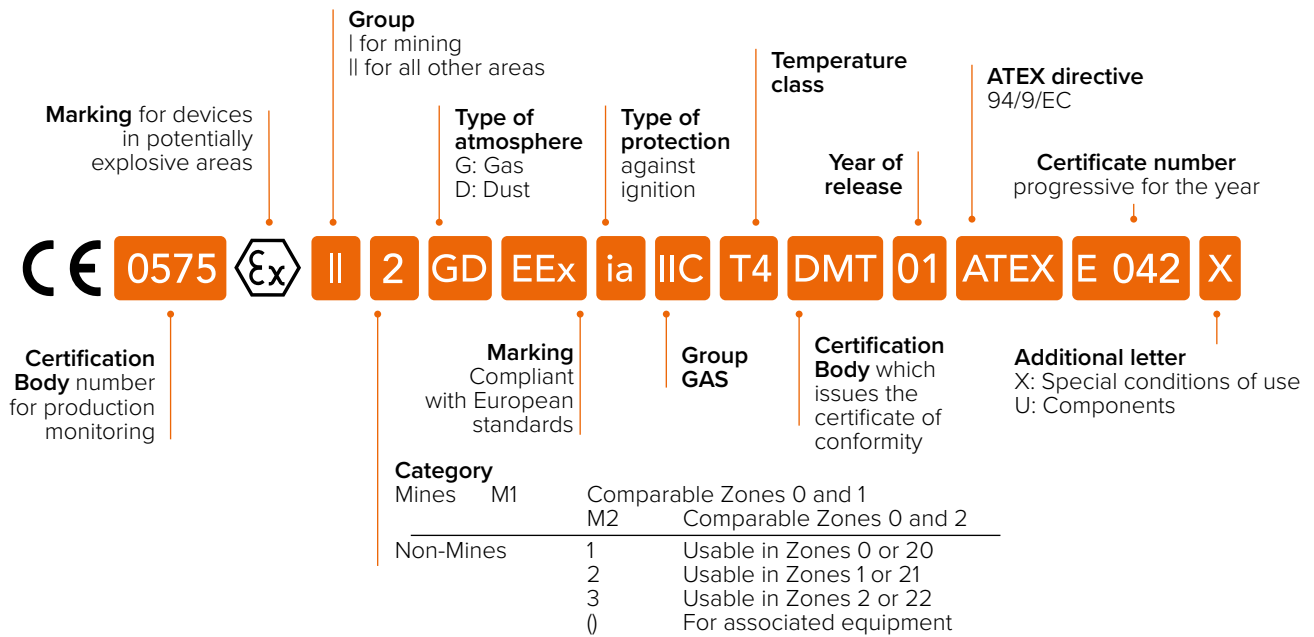 Group
I for mining
II for all other areas
Marking for devices
in potentially
explosive areas
Type of
atmosphere
G: Gas
D: Dust
Type of
protection
against
ignition
Temperature
class
Year of
release
ATEX directive
94/9/EC
Certificate number
progressive for the year
CE 0575 Ex II 2 GD EEx ia IIC T4 DMT 01 ATEX E 042 X
Certification
Body number
for production
monitoring
Marking
Compliant
with European
standards
Group
GAS
Certification
Body which
issues the
certificate of
conformity
Additional letter
X: Special conditions of use
U: Components
Category
Mines M1 Comparable Zones 0 and 1
M2 Comparable Zones 0 and 2
Non-Mines 1 Usable in Zones 0 or 20
2 Usable in Zones 1 or 21
3 Usable in Zones 2 or 22
() For associated equipment